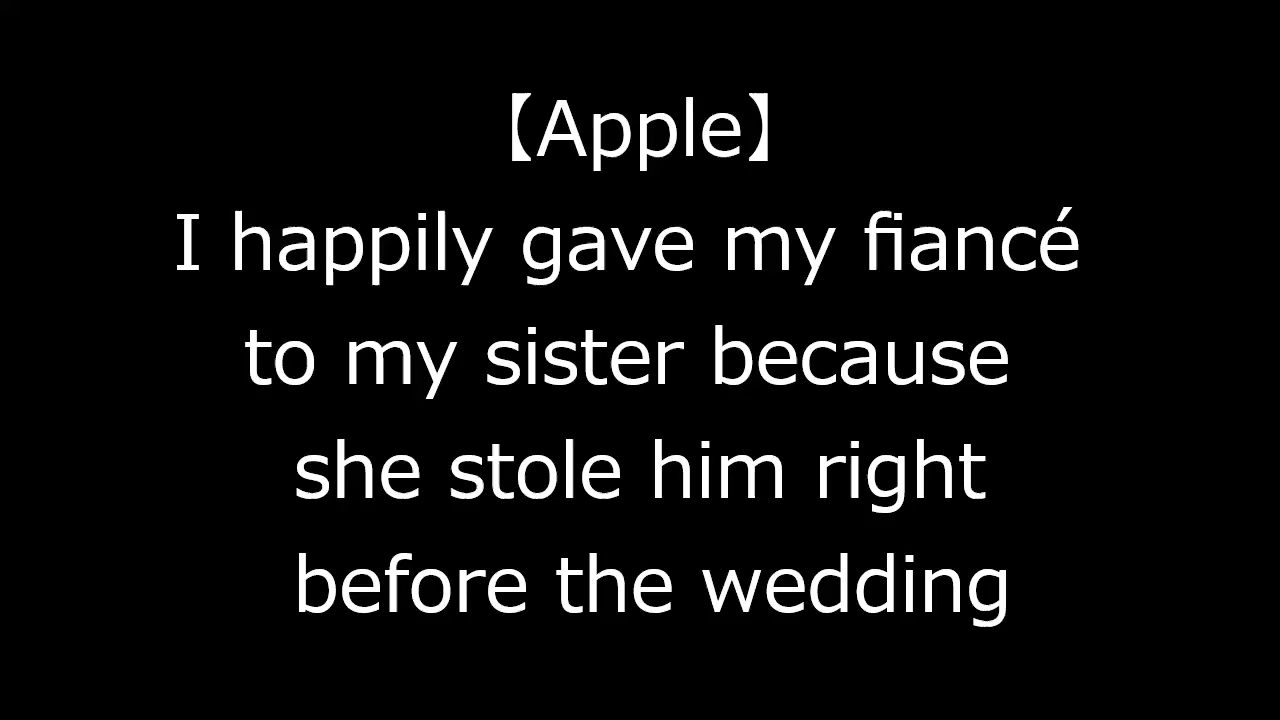 【Apple】
I happily gave my fiancé
to my sister because
she stole him right
before the wedding